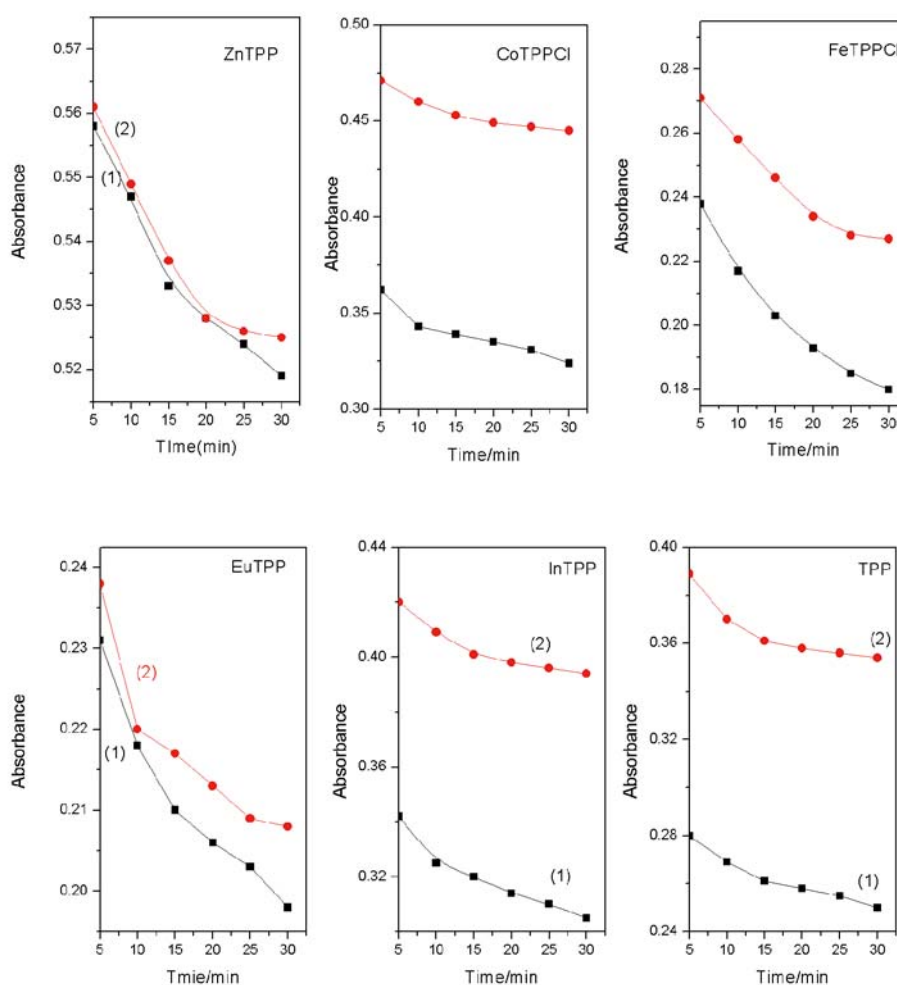 0.57
ZnTPP
0.56
(2)
0.55
(1)
Absorbance
0.54
0.53
0.52
5 10 15 20 25 30
TIme(min)
0.50
CoTPPCl
0.45
Absorbance
0.40
0.35
0.30
5 10 15 20 25 30
Time/min
0.28
FeTPPCl
0.26
0.24
Absorbance
0.22
0.20
0.18
5 10 15 20 25 30
Time/min
0.24
EuTPP
0.23
(2)
(1)
0.22
Absorbance
0.21
0.20
5 10 15 20 25 30
Tmie/min
0.44
InTPP
(2)
0.40
Absorbance
0.36
0.32
(1)
5 10 15 20 25 30
Time/min
0.40
TPP
0.36
(2)
Absorbance
0.32
0.28
(1)
0.24
5 10 15 20 25 30
Time/min